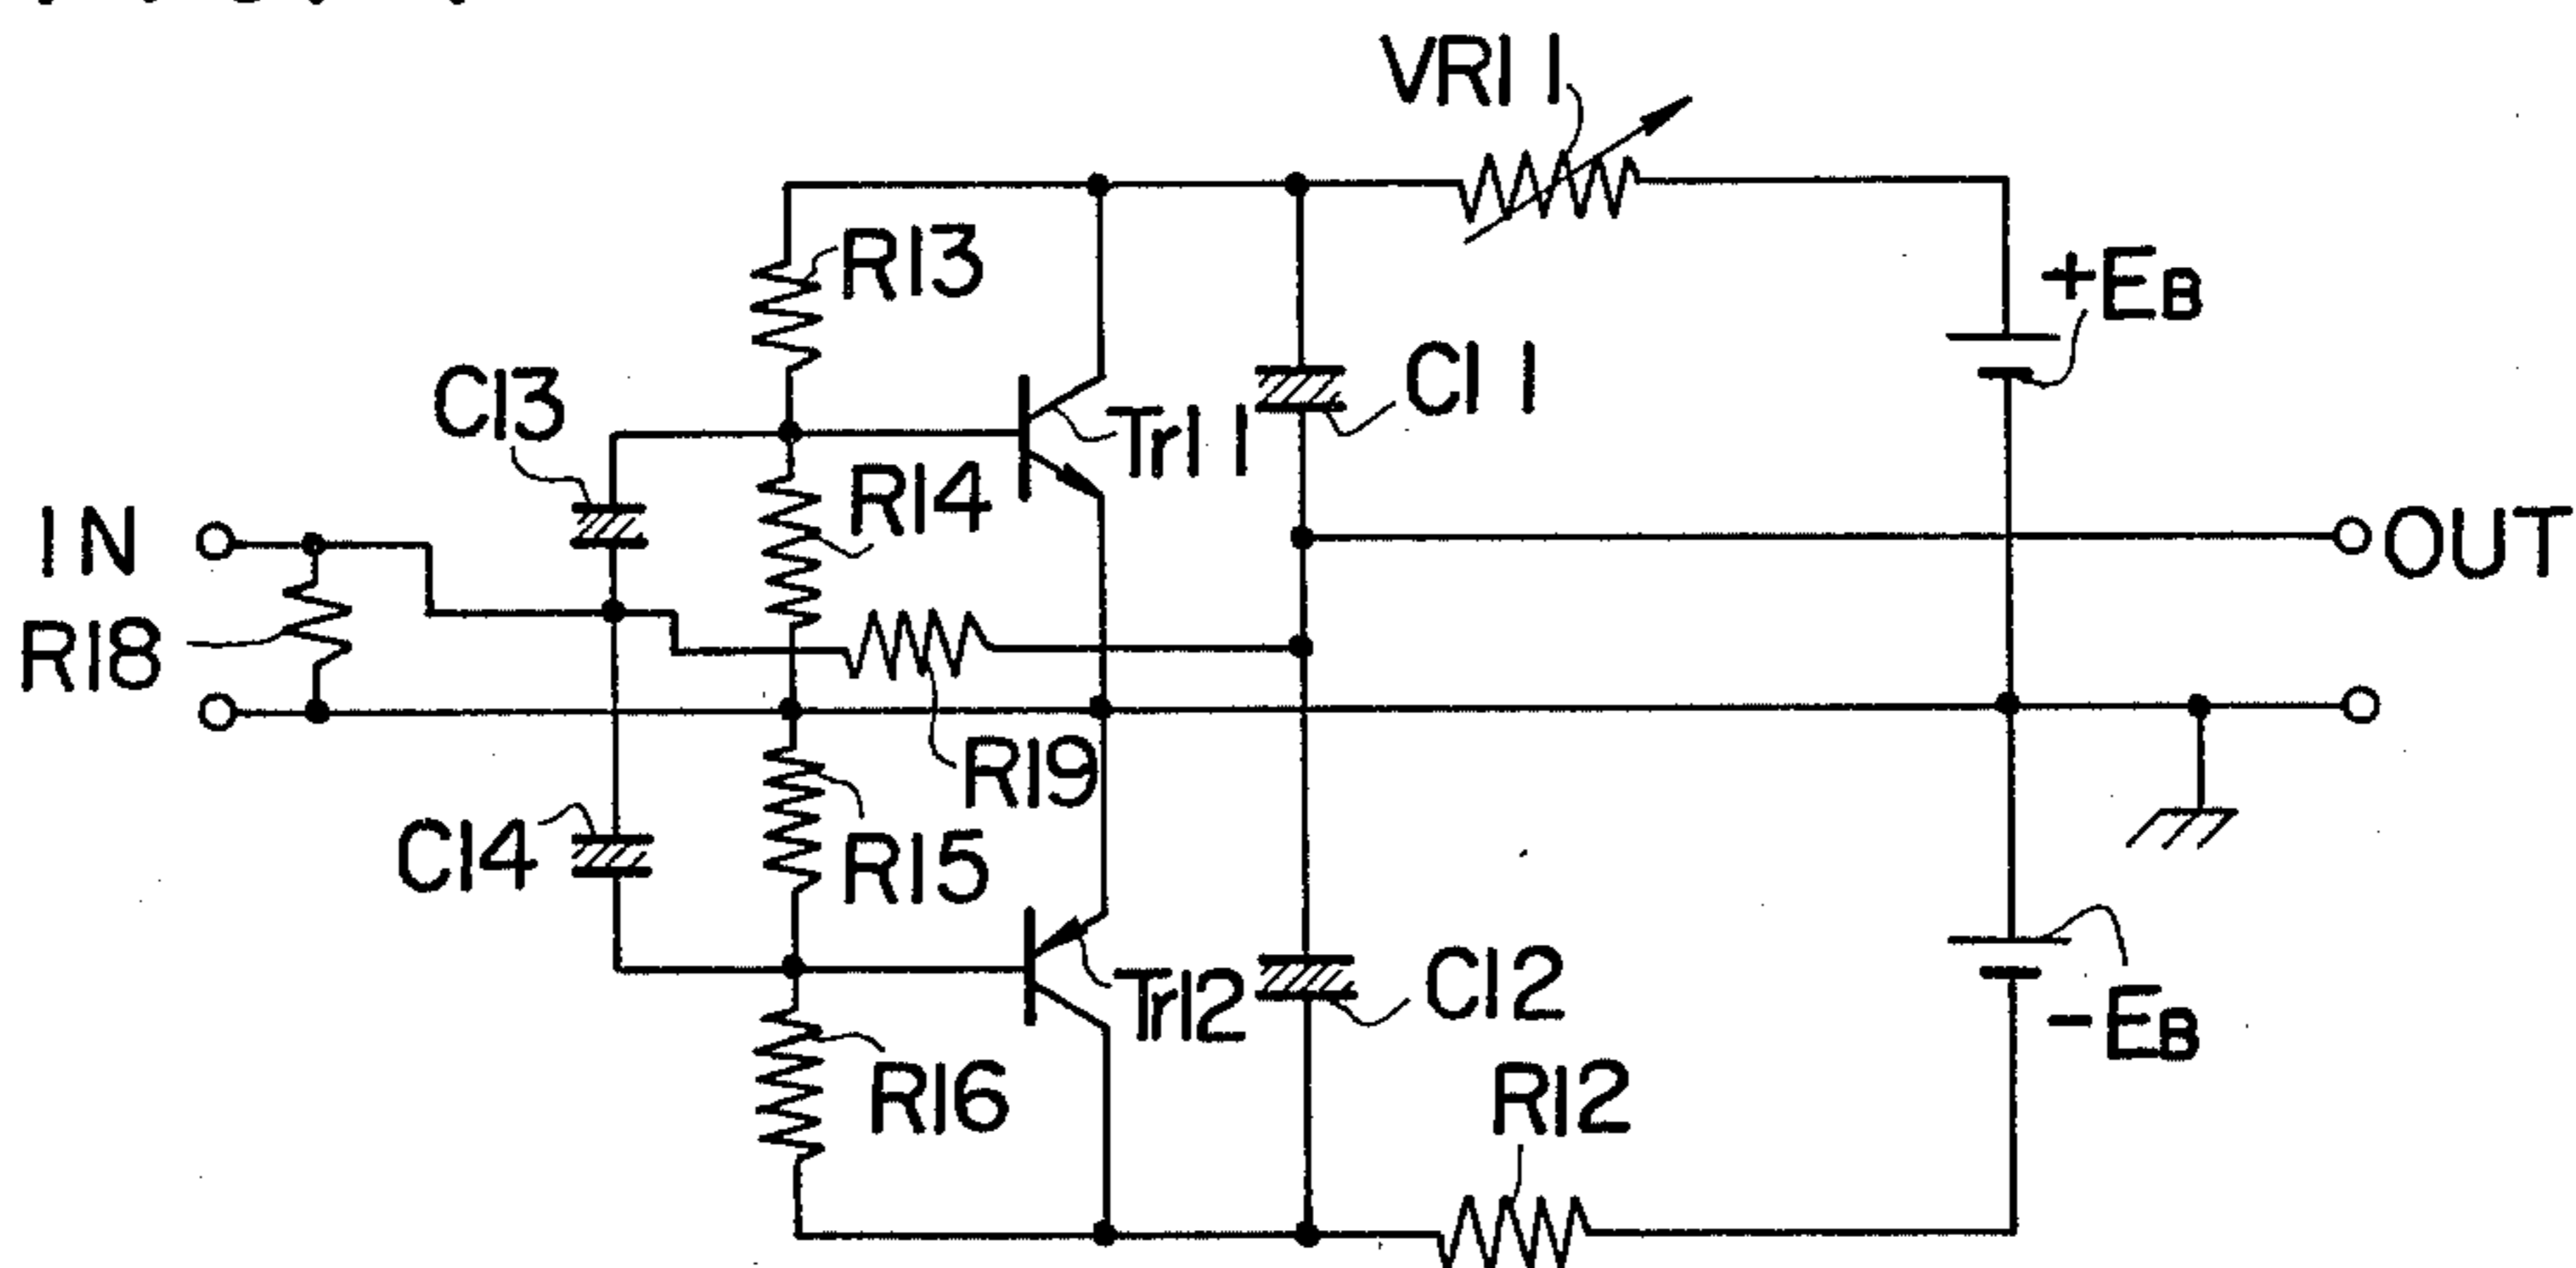 VR11
R13
+EB
C13
C11
Tr11
R14
IN
OUT
R18
R19
C14
R15
C12
Tr12
-EB
R16
R12